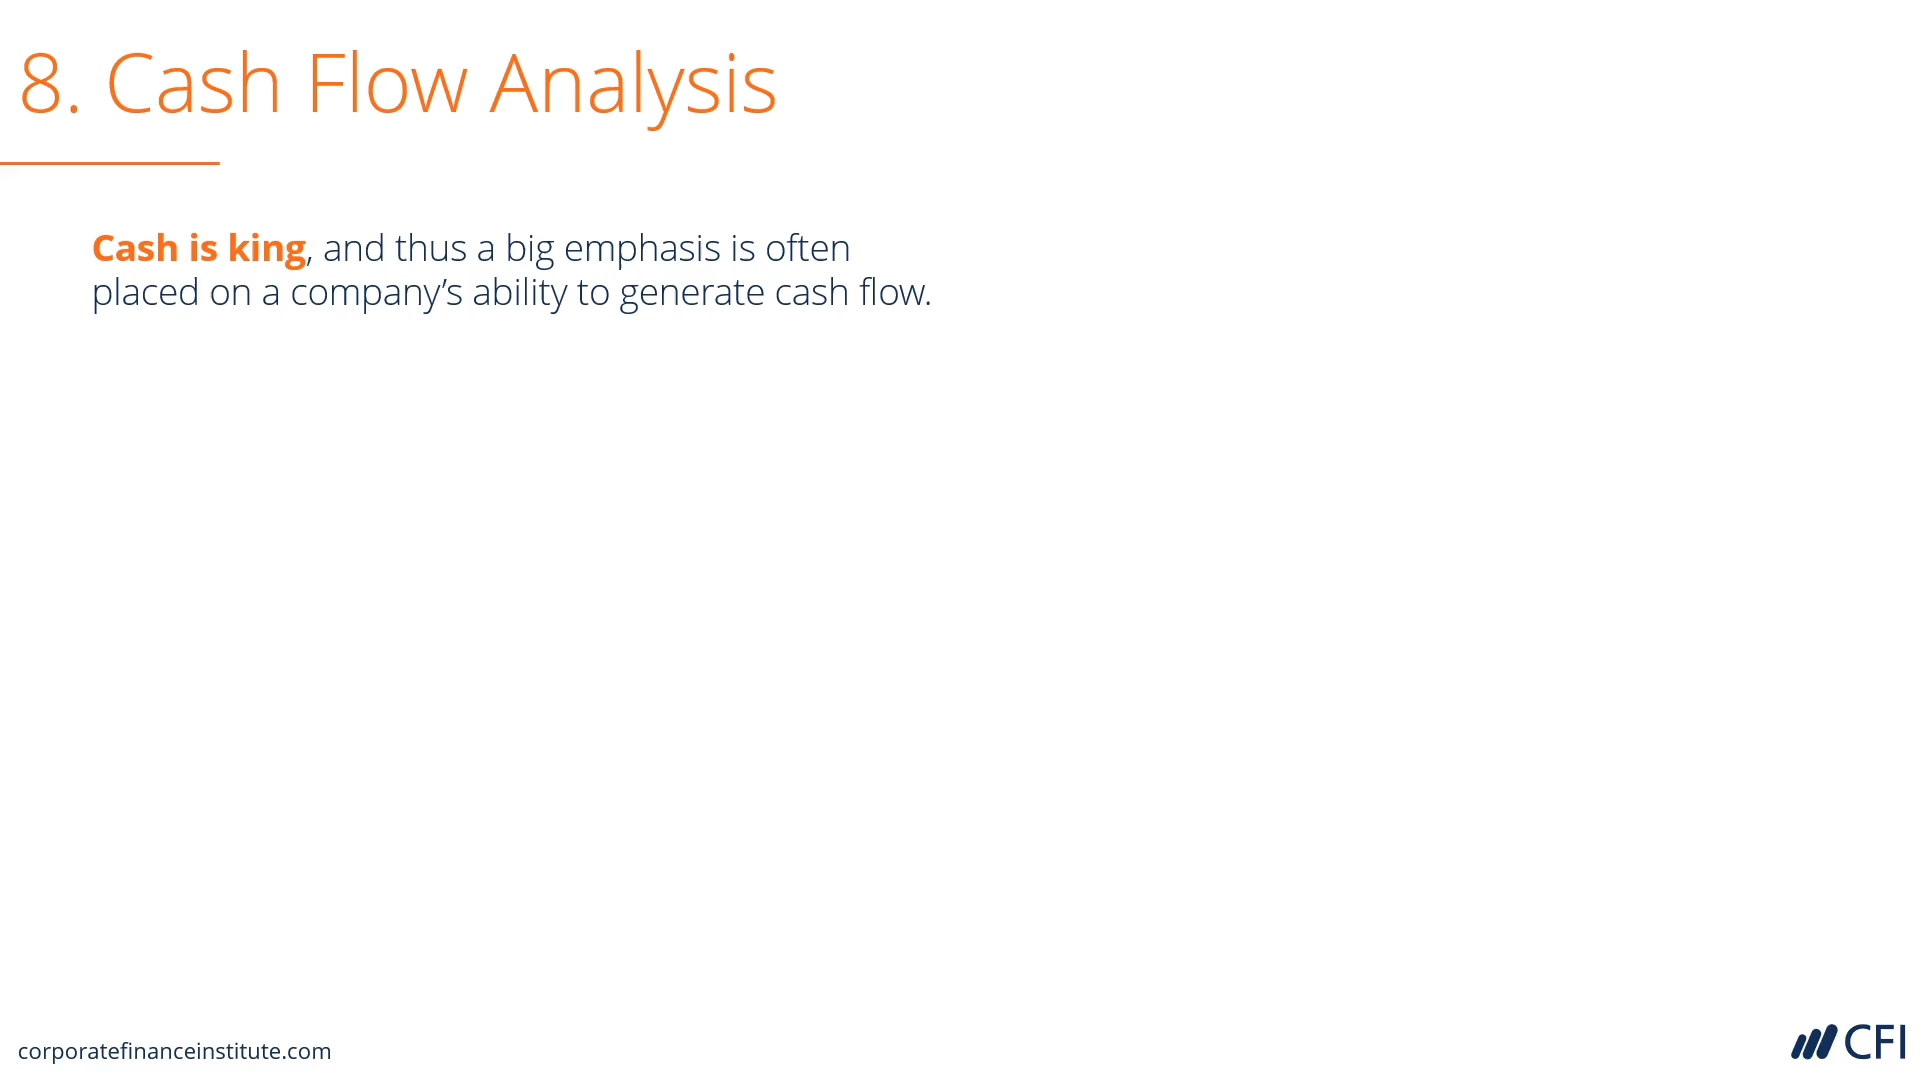 8. Cash Flow Analysis
Cash is king, and thus a big emphasis is often
placed on a company’s ability to generate cash flow.
corporatefinanceinstitute.com
CFI